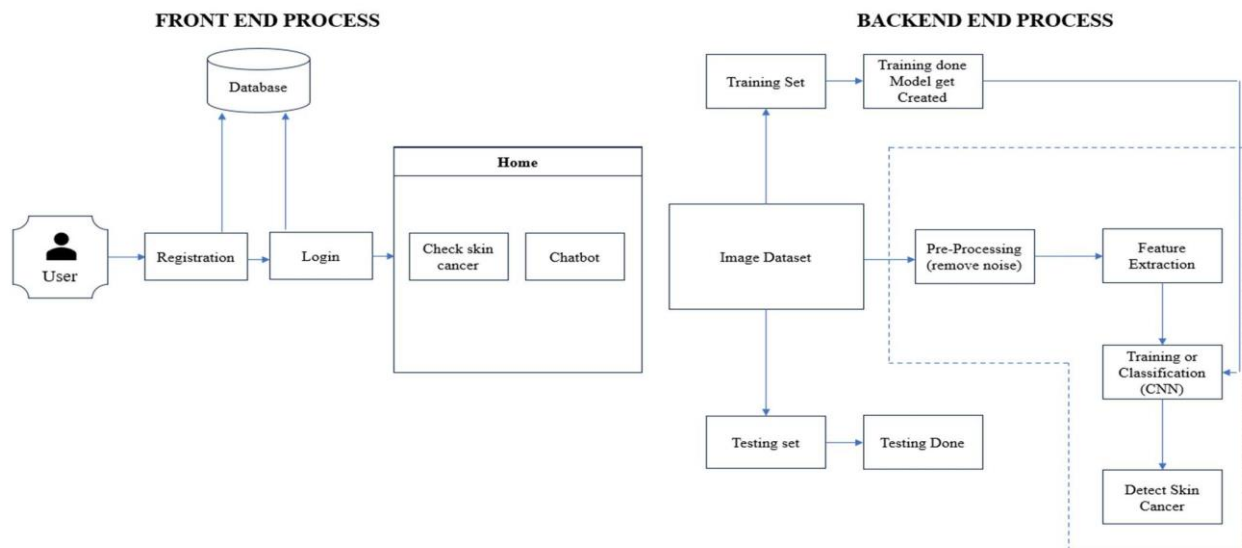 FRONT END PROCESS
Database
User
Registration
Login
Home
Check skin
cancer
Chatbot
BACKEND END PROCESS
Training Set
Training done
Model get
Created
Image Dataset
Pre-Processing
(remove noise)
Feature
Extraction
Training or
Classification
(CNN)
Testing set
Testing Done
Detect Skin
Cancer